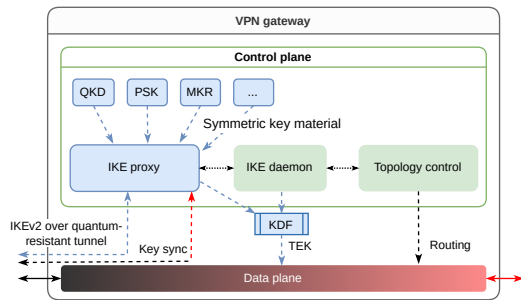 VPN gateway
Control plane
QKD
PSK
MKR
...
Symmetric key material
IKE proxy
IKE daemon
Topology control
IKEv2 over quantum-
resistant tunnel
Key sync
KDF
TEK
Routing
Data plane